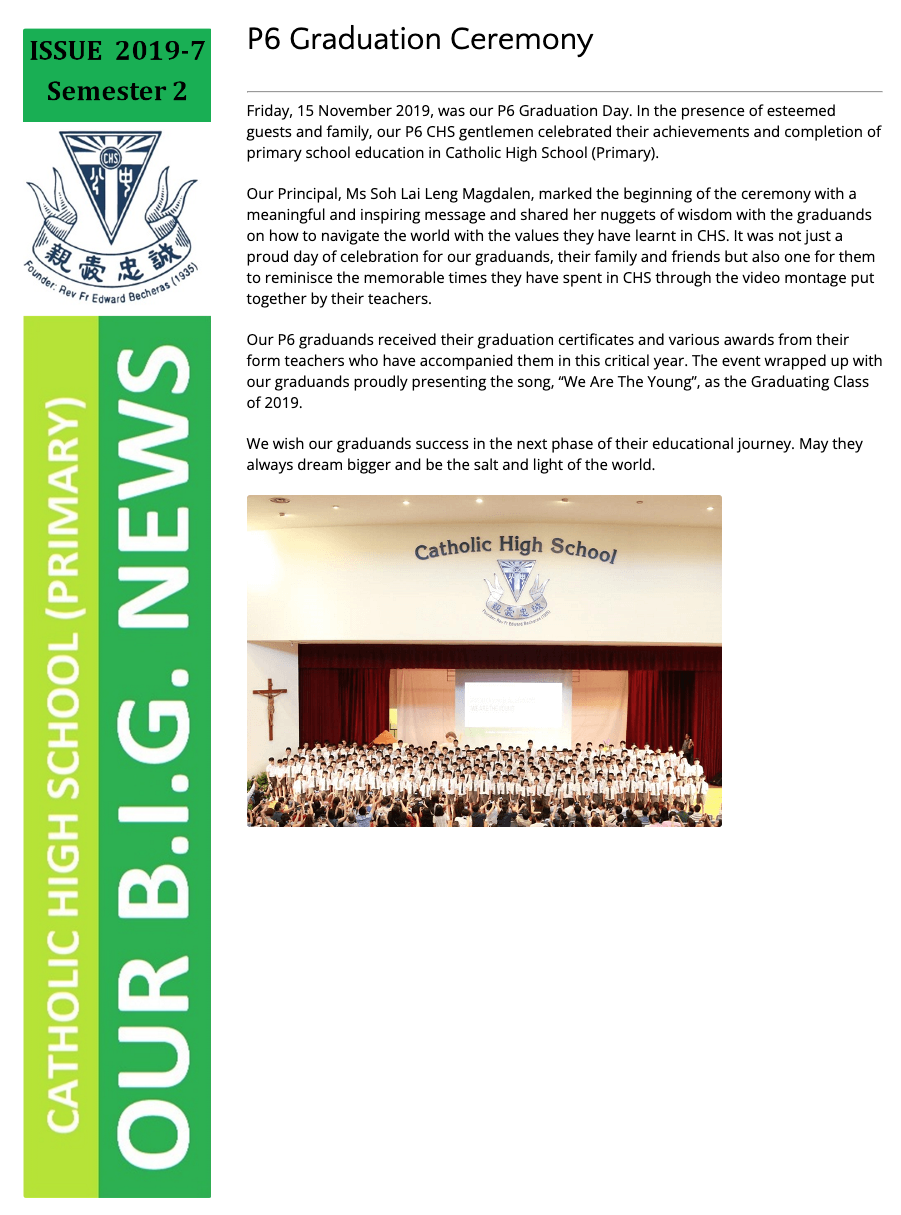 ISSUE 2019-7
Semester 2
CHS
公中
親愛忠誠
Founder: Rev Fr Edward Becheras (1935)
CATHOLIC HIGH SCHOOL (PRIMARY)
OUR B.I.G. NEWS
P6 Graduation Ceremony
Friday, 15 November 2019, was our P6 Graduation Day. In the presence of esteemed
guests and family, our P6 CHS gentlemen celebrated their achievements and completion of
primary school education in Catholic High School (Primary).
Our Principal, Ms Soh Lai Leng Magdalen, marked the beginning of the ceremony with a
meaningful and inspiring message and shared her nuggets of wisdom with the graduands
on how to navigate the world with the values they have learnt in CHS. It was not just a
proud day of celebration for our graduands, their family and friends but also one for them
to reminisce the memorable times they have spent in CHS through the video montage put
together by their teachers.
Our P6 graduands received their graduation certificates and various awards from their
form teachers who have accompanied them in this critical year. The event wrapped up with
our graduands proudly presenting the song, “We Are The Young”, as the Graduating Class
of 2019.
We wish our graduands success in the next phase of their educational journey. May they
always dream bigger and be the salt and light of the world.
Catholic High School
親愛忠誠
Founder: Rev Fr Edward Becheras (1935)